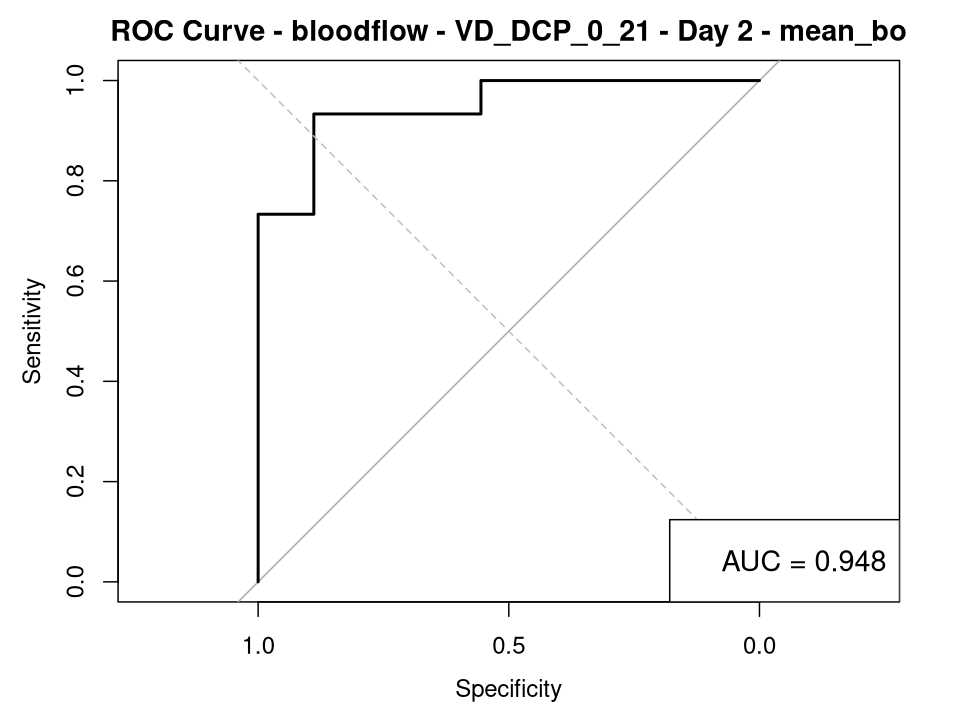 ROC Curve - bloodflow - VD_DCP_0_21 - Day 2 - mean_bo
Sensitivity
1.0
0.8
0.6
0.4
0.2
0.0
AUC = 0.948
1.0 0.5 0.0
Specificity